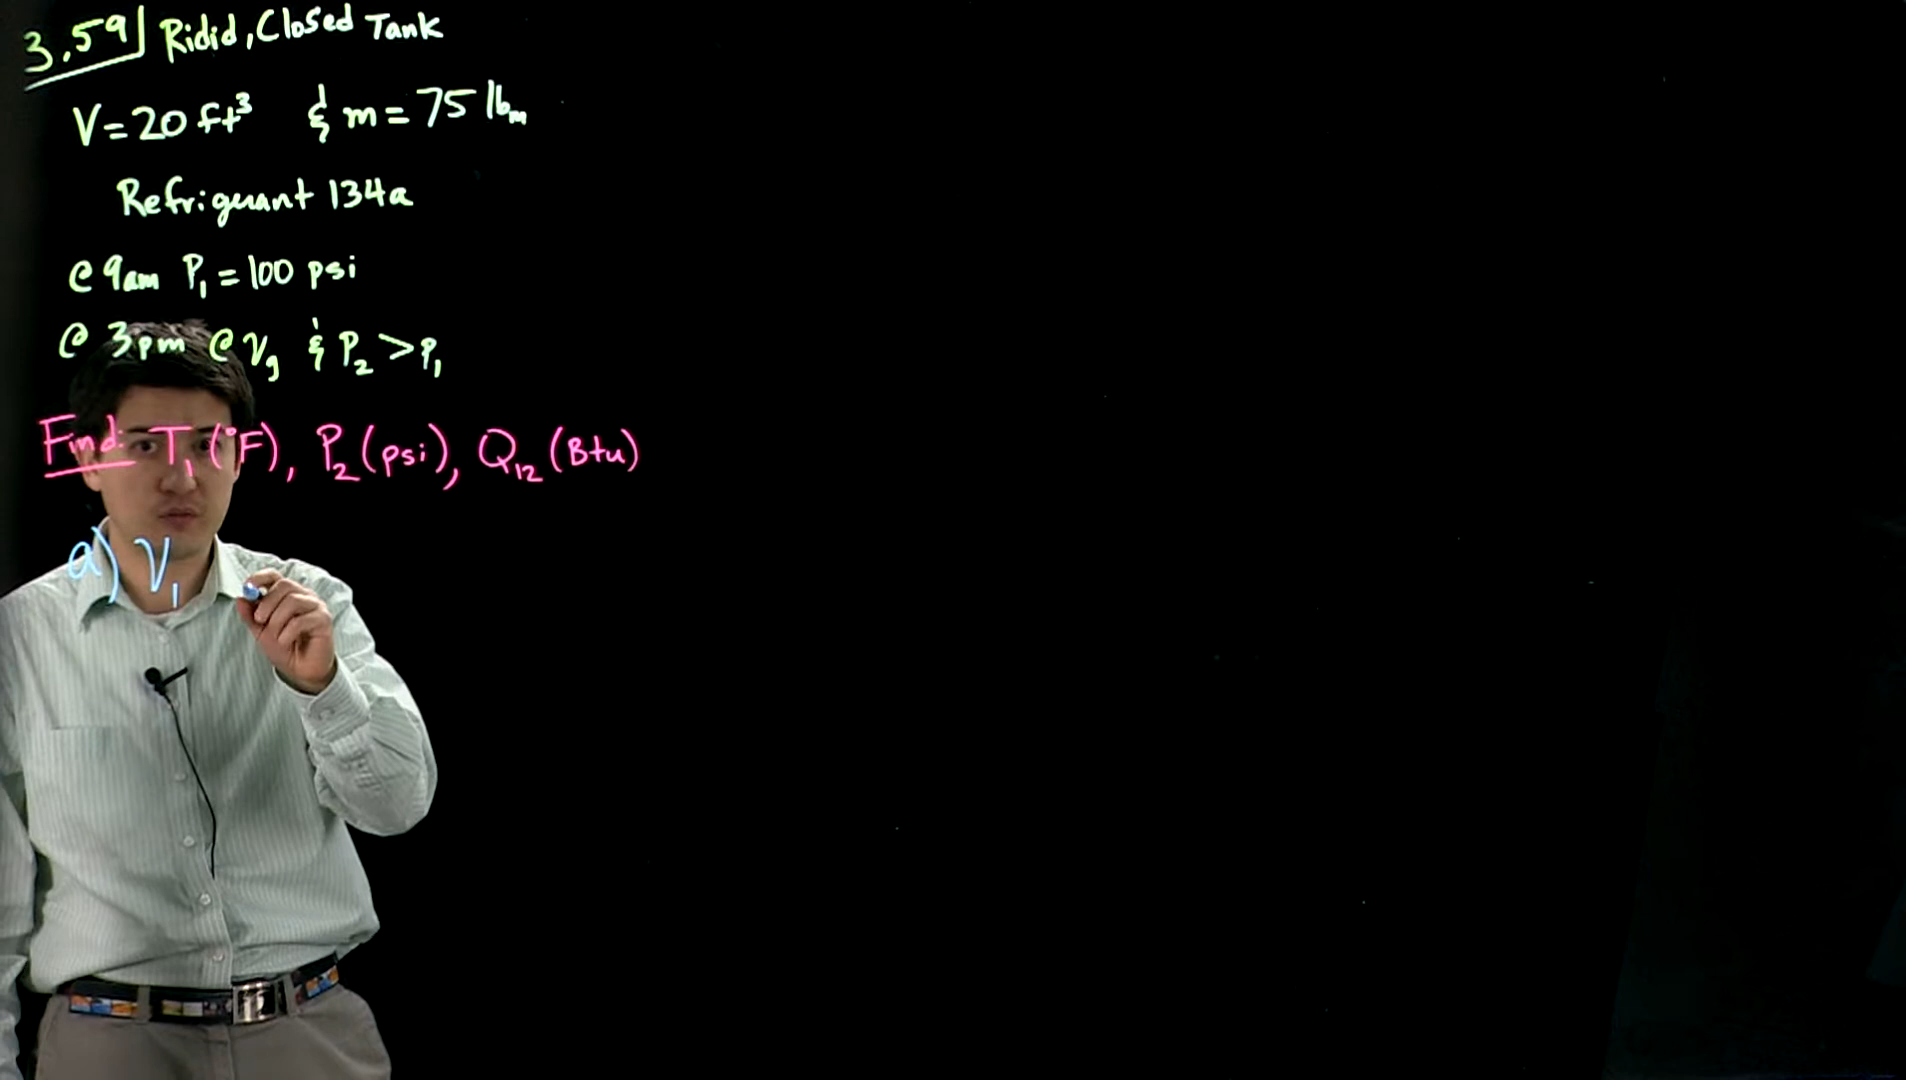 3.59 Ridid, Closed Tank
V=20 ft³ & m = 75 lbm
Refriguant 134a
@ 9am P₁ = 100 psi
@ 3pm @ vg & P₂ > P₁
Find: T₁ (°F), P₂ (psi), Q₁₂ (Btu)
a) v₁